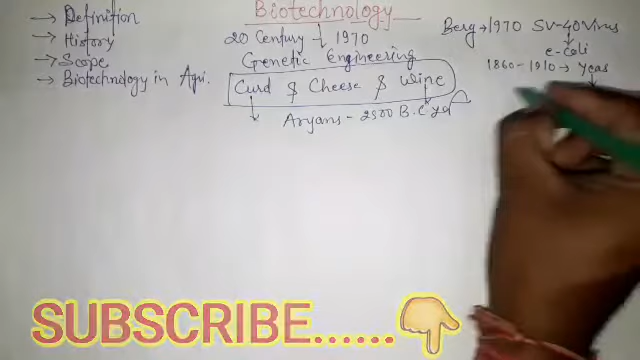 Biotechnology
→ Definition
→ History
→ Scope
→ Biotechnology in Agri.
20 Century ↓ 1970
Genetic Engineering
Curd & Cheese & wine
Aryans - 2500 B.C
Berg → 1970 SV-40 Virus
e-coli
1860-1910 → yeas
SUBSCRIBE......